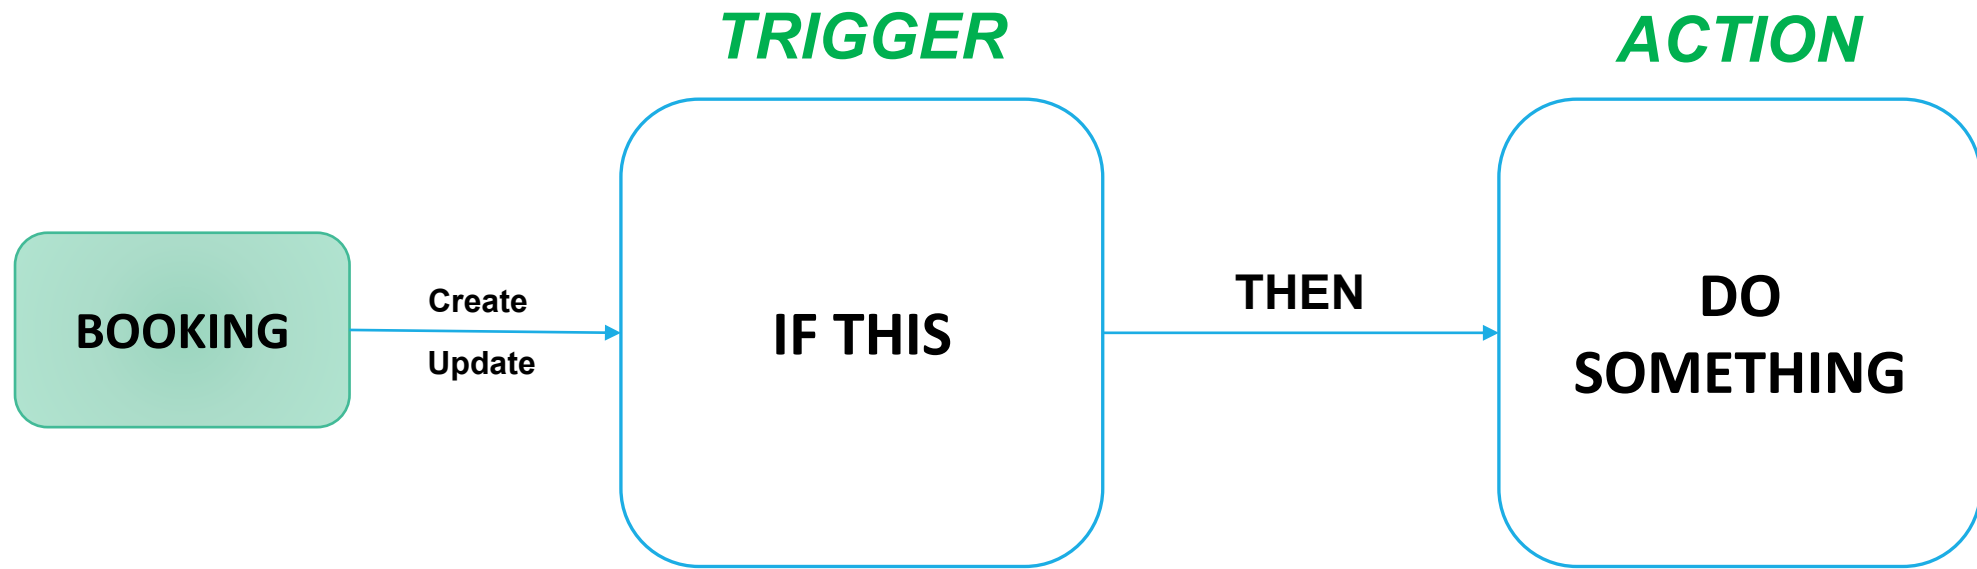 TRIGGER
ACTION
BOOKING
Create
Update
IF THIS
THEN
DO
SOMETHING